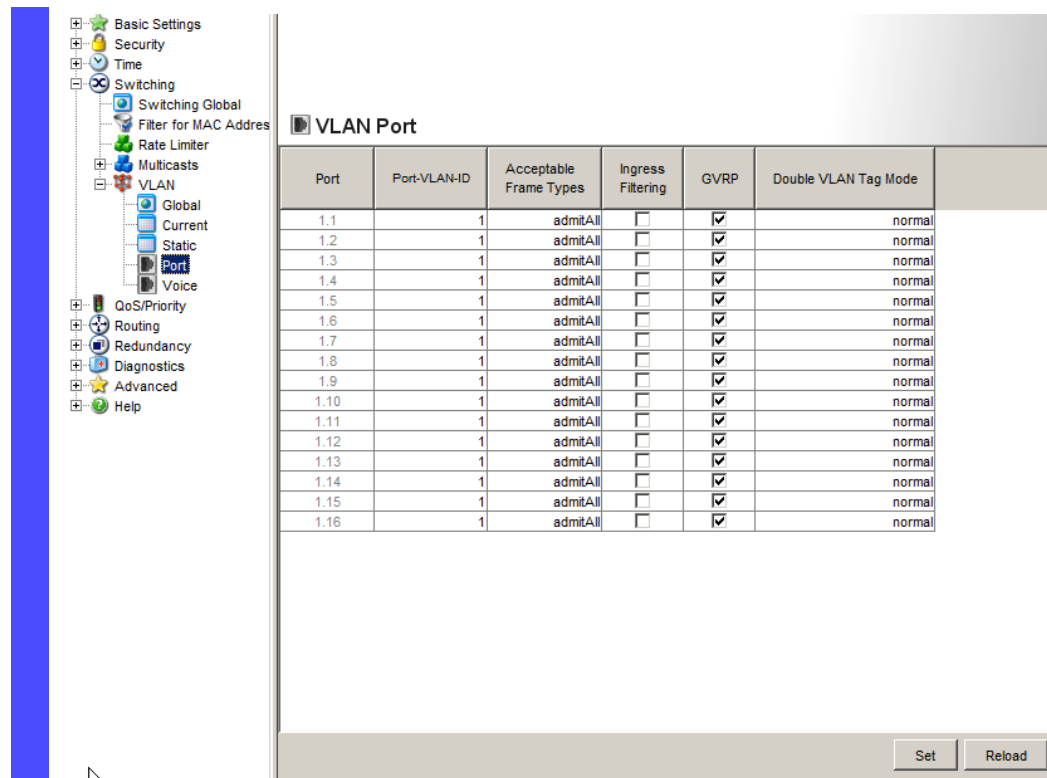 Basic Settings
Security
Time
Switching
Switching Global
Filter for MAC Addres
Rate Limiter
Multicasts
VLAN
Global
Current
Static
Port
Voice
QoS/Priority
Routing
Redundancy
Diagnostics
Advanced
Help
VLAN Port
Port Port-VLAN-ID Acceptable Frame Types Ingress Filtering GVRP Double VLAN Tag Mode
1.1 1 admitAll normal
1.2 1 admitAll normal
1.3 1 admitAll normal
1.4 1 admitAll normal
1.5 1 admitAll normal
1.6 1 admitAll normal
1.7 1 admitAll normal
1.8 1 admitAll normal
1.9 1 admitAll normal
1.10 1 admitAll normal
1.11 1 admitAll normal
1.12 1 admitAll normal
1.13 1 admitAll normal
1.14 1 admitAll normal
1.15 1 admitAll normal
1.16 1 admitAll normal
Set Reload